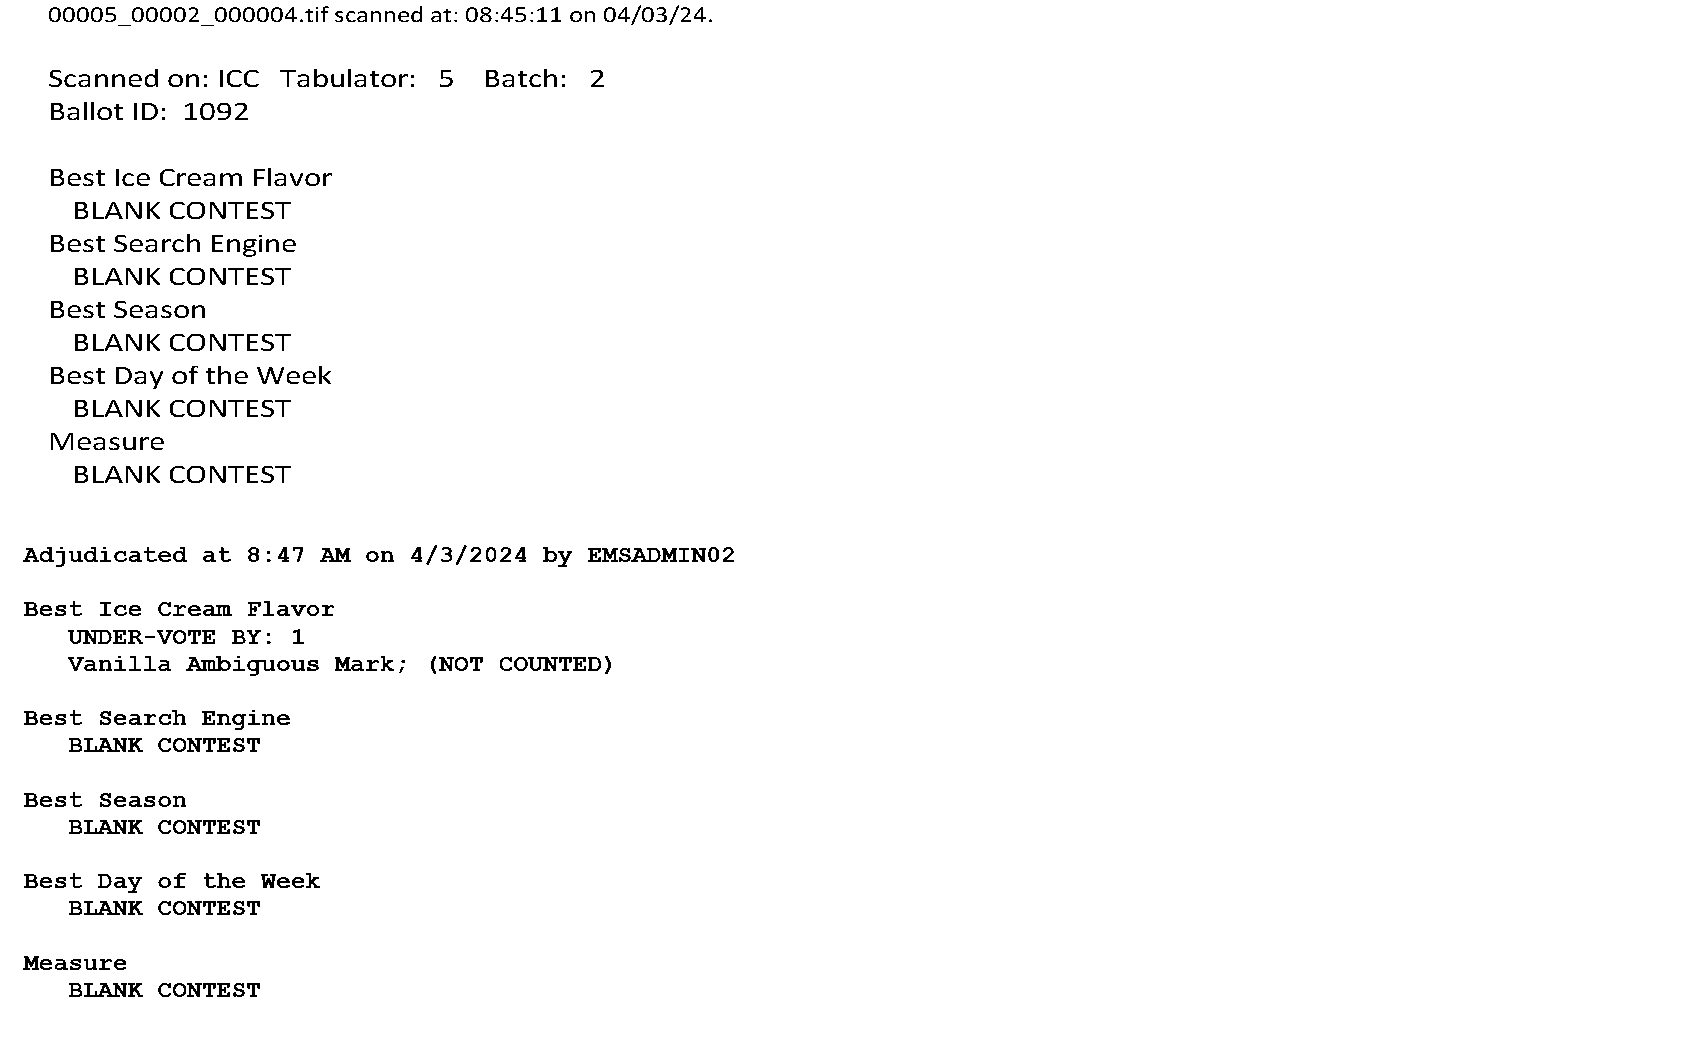 00005_00002_000004.tif scanned at: 08:45:11 on 04/03/24.
Scanned on: ICC Tabulator: 5 Batch: 2
Ballot ID: 1092
Best Ice Cream Flavor
BLANK CONTEST
Best Search Engine
BLANK CONTEST
Best Season
BLANK CONTEST
Best Day of the Week
BLANK CONTEST
Measure
BLANK CONTEST
Adjudicated at 8:47 AM on 4/3/2024 by EMSADMIN02
Best Ice Cream Flavor
UNDER-VOTE BY: 1
Vanilla Ambiguous Mark; (NOT COUNTED)
Best Search Engine
BLANK CONTEST
Best Season
BLANK CONTEST
Best Day of the Week
BLANK CONTEST
Measure
BLANK CONTEST